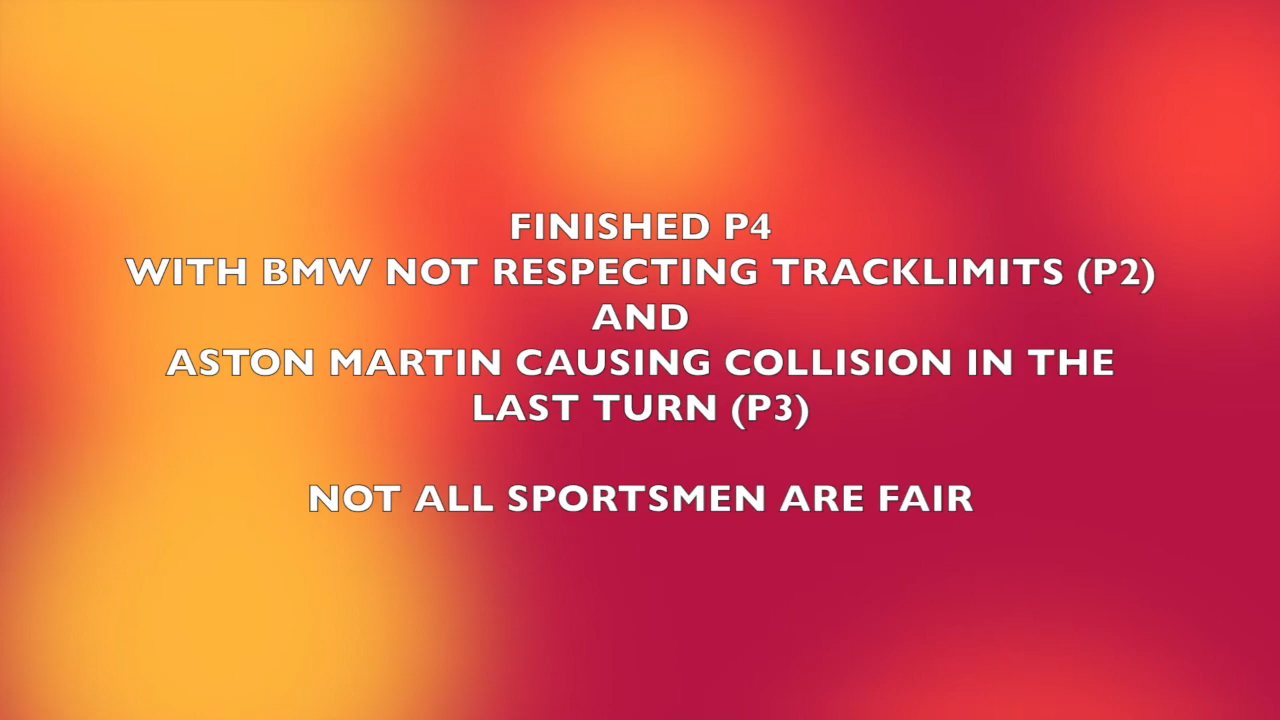 FINISHED P4
WITH BMW NOT RESPECTING TRACKLIMITS (P2)
AND
ASTON MARTIN CAUSING COLLISION IN THE
LAST TURN (P3)
NOT ALL SPORTSMEN ARE FAIR